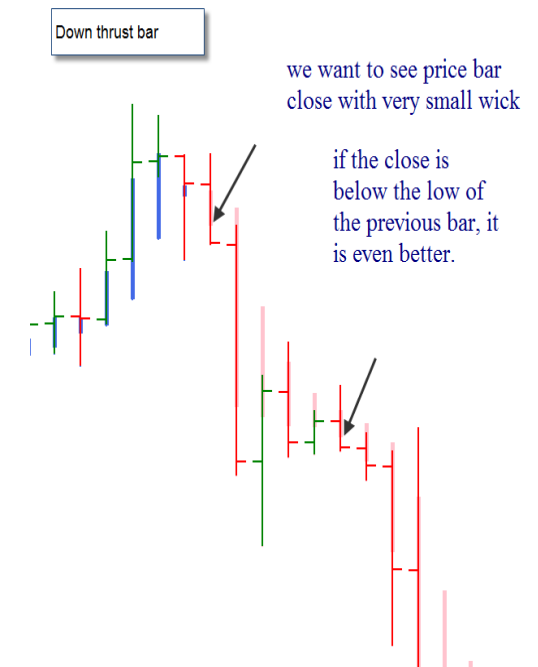 Down thrust bar
we want to see price bar
close with very small wick
if the close is
below the low of
the previous bar, it
is even better.